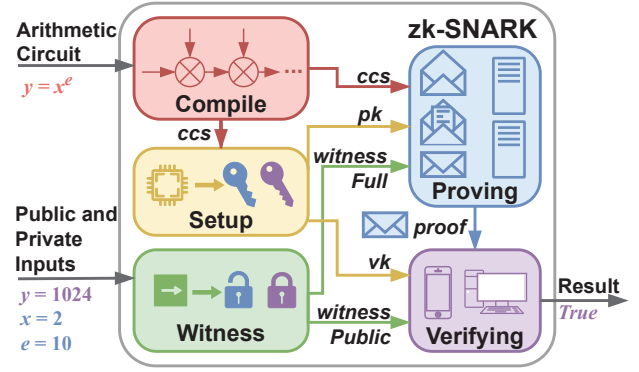 zk-SNARK
Arithmetic
Circuit
y = x^e
Compile
...
ccs
ccs
pk
witness
Full
Setup
Proving
Public and
Private
Inputs
y = 1024
x = 2
e = 10
proof
vk
witness
Public
Witness
Verifying
Result
True